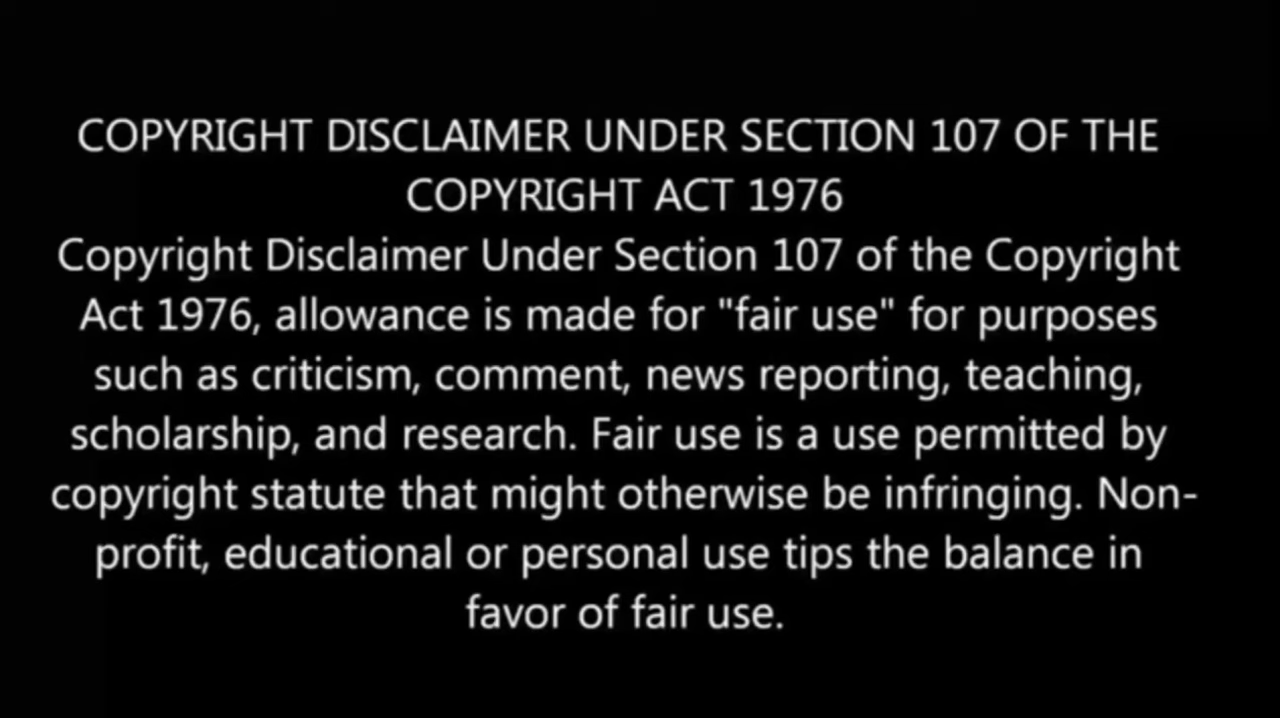 COPYRIGHT DISCLAIMER UNDER SECTION 107 OF THE
COPYRIGHT ACT 1976
Copyright Disclaimer Under Section 107 of the Copyright
Act 1976, allowance is made for "fair use" for purposes
such as criticism, comment, news reporting, teaching,
scholarship, and research. Fair use is a use permitted by
copyright statute that might otherwise be infringing. Non-
profit, educational or personal use tips the balance in
favor of fair use.